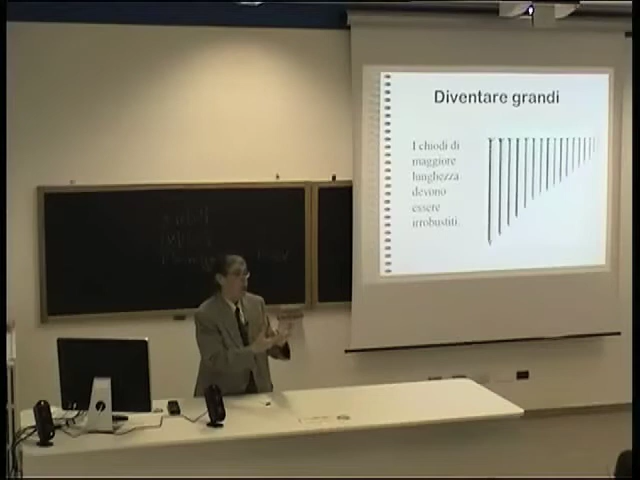 Diventare grandi
I chiodi di
maggiore
lunghezza
devono
essere
irrobustiti.